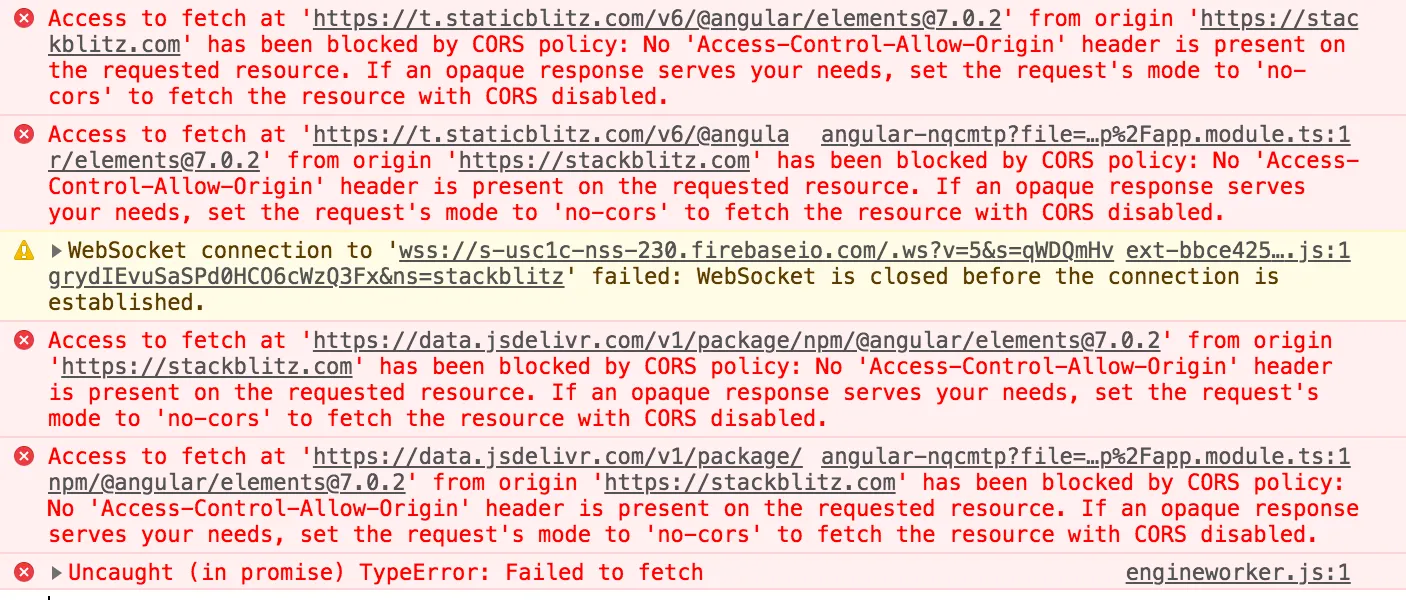 Access to fetch at 'https://t.staticblitz.com/v6/@angular/elements@7.0.2' from origin 'https://stac
kblitz.com' has been blocked by CORS policy: No 'Access-Control-Allow-Origin' header is present on
the requested resource. If an opaque response serves your needs, set the request's mode to 'no-
cors' to fetch the resource with CORS disabled.
Access to fetch at 'https://t.staticblitz.com/v6/@angula angular-nqcmtp?file=…p%2Fapp.module.ts:1
r/elements@7.0.2' from origin 'https://stackblitz.com' has been blocked by CORS policy: No 'Access-
Control-Allow-Origin' header is present on the requested resource. If an opaque response serves
your needs, set the request's mode to 'no-cors' to fetch the resource with CORS disabled.
WebSocket connection to 'wss://s-usc1c-nss-230.firebaseio.com/.ws?v=5&s=qWDQmHv ext-bbce425….js:1
grydIEvuSaSPd0HCO6cWzQ3Fx&ns=stackblitz' failed: WebSocket is closed before the connection is
established.
Access to fetch at 'https://data.jsdelivr.com/v1/package/npm/@angular/elements@7.0.2' from origin
'https://stackblitz.com' has been blocked by CORS policy: No 'Access-Control-Allow-Origin' header
is present on the requested resource. If an opaque response serves your needs, set the request's
mode to 'no-cors' to fetch the resource with CORS disabled.
Access to fetch at 'https://data.jsdelivr.com/v1/package/ angular-nqcmtp?file=…p%2Fapp.module.ts:1
npm/@angular/elements@7.0.2' from origin 'https://stackblitz.com' has been blocked by CORS policy:
No 'Access-Control-Allow-Origin' header is present on the requested resource. If an opaque response
serves your needs, set the request's mode to 'no-cors' to fetch the resource with CORS disabled.
Uncaught (in promise) TypeError: Failed to fetch engineworker.js:1